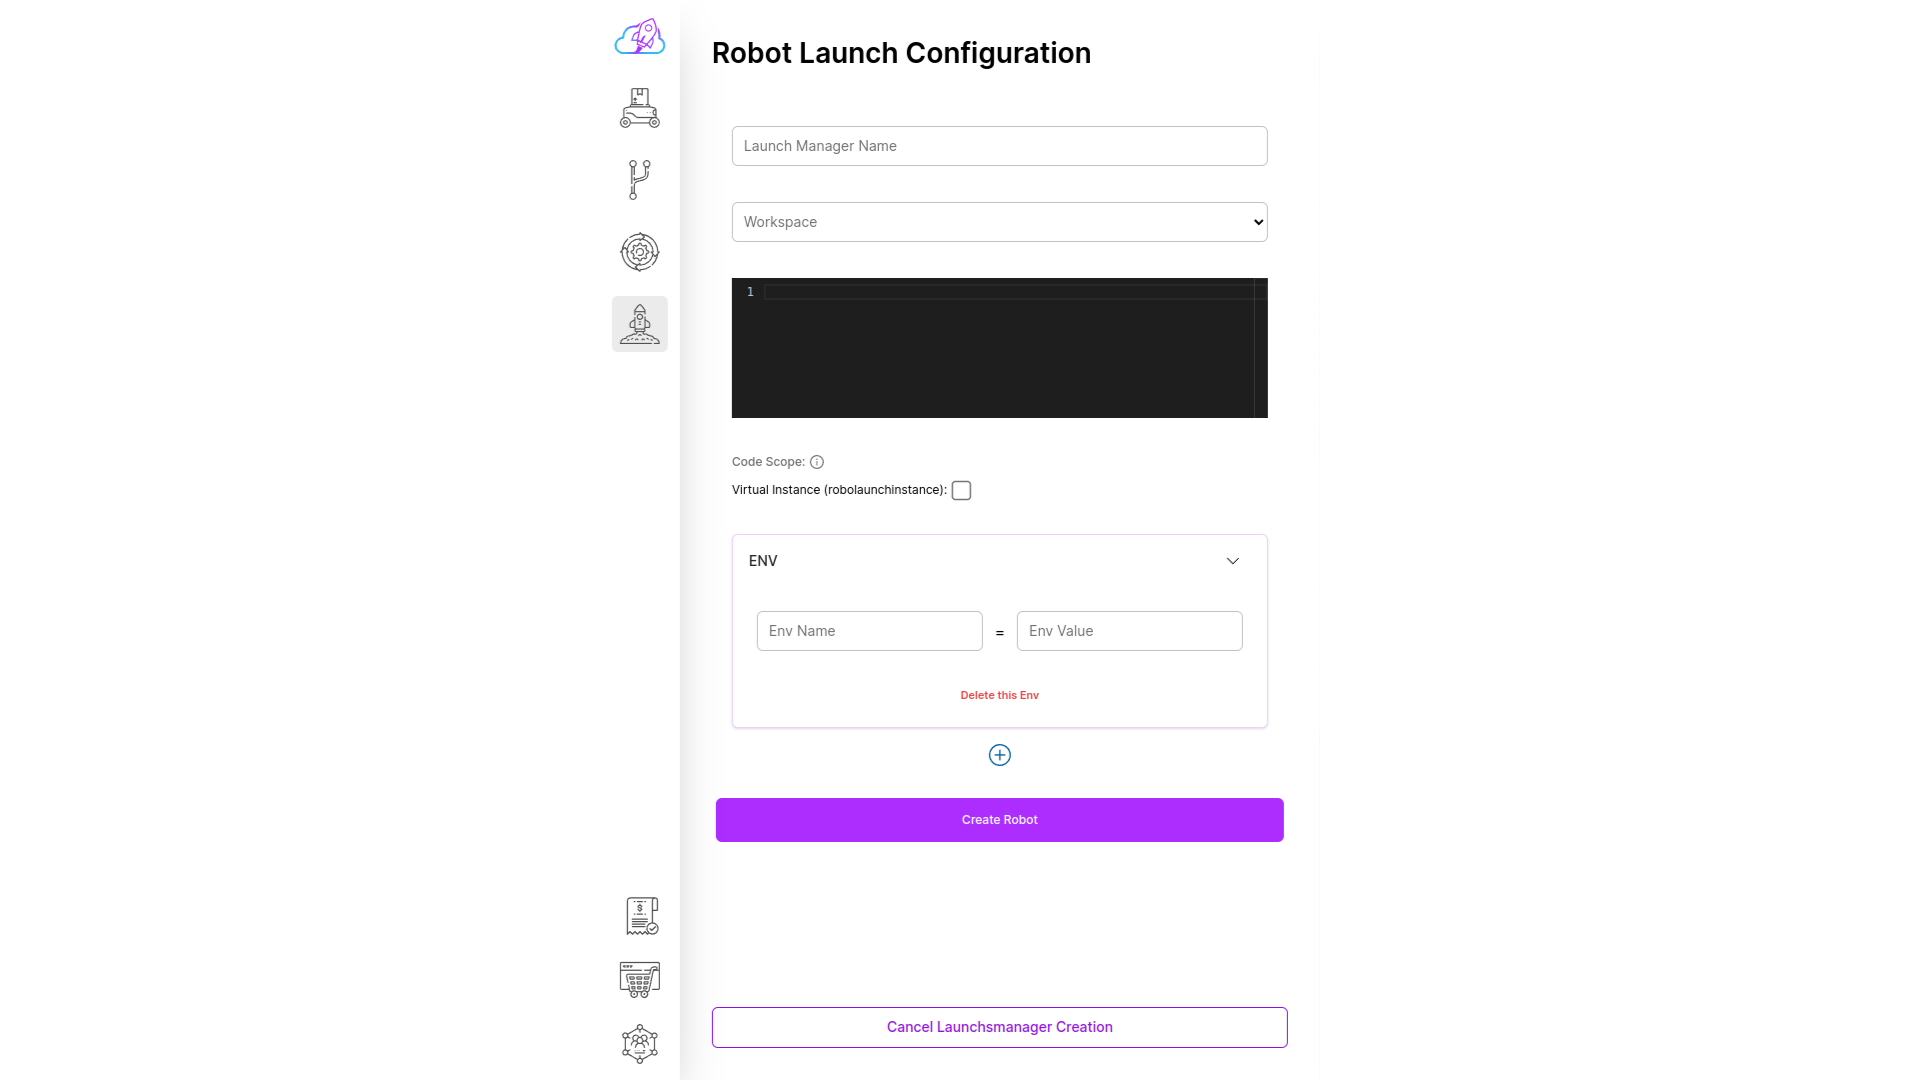 Robot Launch Configuration
Launch Manager Name
Workspace
1
Code Scope:
Virtual Instance (robolaunchinstance):
ENV
Env Name = Env Value
Delete this Env
Create Robot
Cancel Launchsmanager Creation